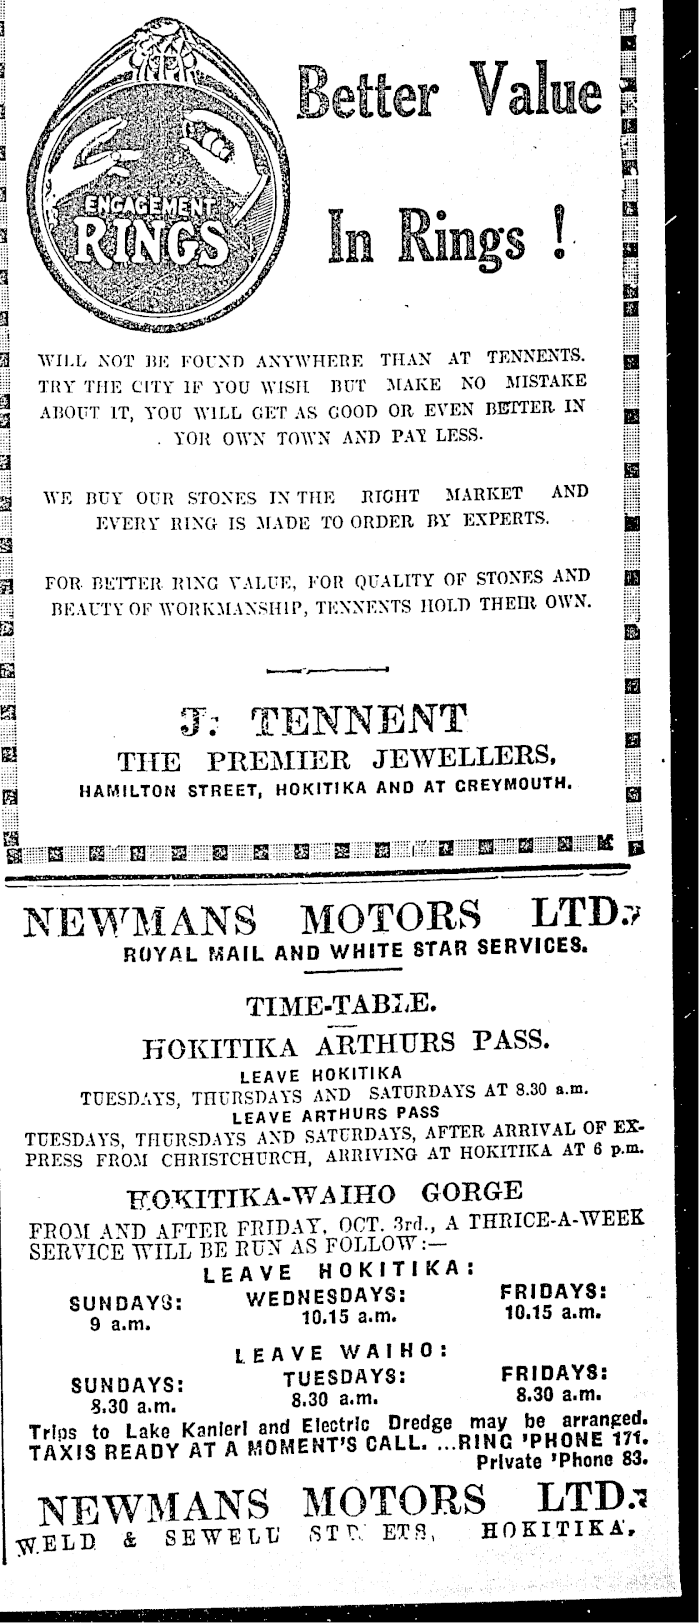 ENGAGEMENT
RINGS
Better Value
In Rings !
WILL NOT BE FOUND ANYWHERE THAN AT TENNENTS.
TRY THE CITY IF YOU WISH BUT MAKE NO MISTAKE
ABOUT IT, YOU WILL GET AS GOOD OR EVEN BETTER IN
YOR OWN TOWN AND PAY LESS.
WE BUY OUR STONES IN THE RIGHT MARKET AND
EVERY RING IS MADE TO ORDER BY EXPERTS.
FOR BETTER RING VALUE, FOR QUALITY OF STONES AND
BEAUTY OF WORKMANSHIP, TENNENTS HOLD THEIR OWN.
J. TENNENT
THE PREMIER JEWELLERS,
HAMILTON STREET, HOKITIKA AND AT GREYMOUTH.
NEWMANS MOTORS LTD.,
ROYAL MAIL AND WHITE STAR SERVICES.
TIME-TABLE.
HOKITIKA ARTHURS PASS.
LEAVE HOKITIKA
TUESDAYS, THURSDAYS AND SATURDAYS AT 8.30 a.m.
LEAVE ARTHURS PASS
TUESDAYS, THURSDAYS AND SATURDAYS, AFTER ARRIVAL OF EX-
PRESS FROM CHRISTCHURCH, ARRIVING AT HOKITIKA AT 6 p.m.
HOKITIKA-WAIHO GORGE
FROM AND AFTER FRIDAY, OCT. 3rd., A THRICE-A-WEEK
SERVICE WILL BE RUN AS FOLLOW:—
LEAVE HOKITIKA:
SUNDAYS: WEDNESDAYS: FRIDAYS:
9 a.m. 10.15 a.m. 10.15 a.m.
LEAVE WAIHO:
SUNDAYS: TUESDAYS: FRIDAYS:
8.30 a.m. 8.30 a.m. 8.30 a.m.
Trips to Lake Kanieri and Electric Dredge may be arranged.
TAXIS READY AT A MOMENT'S CALL. ...RING 'PHONE 171.
Private 'Phone 83.
NEWMANS MOTORS LTD.,
WELD & SEWELL STREETS, HOKITIKA.